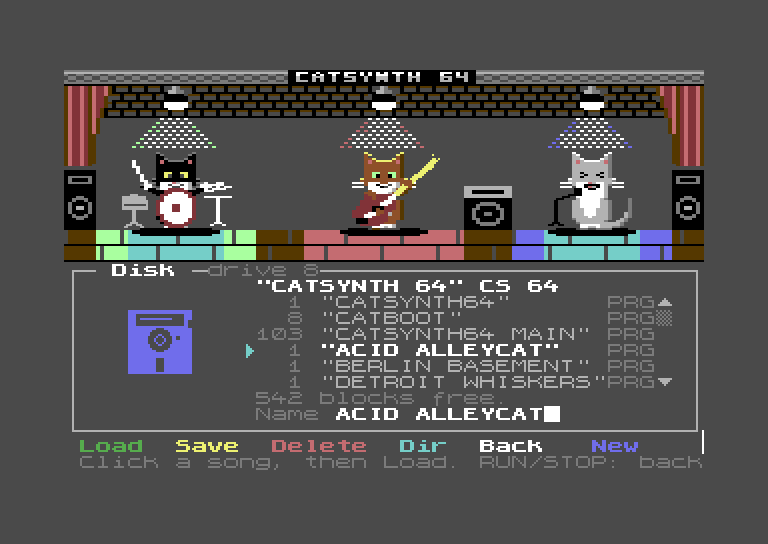 CATSYNTH 64
Disk drive 8
"CATSYNTH 64" CS 64
1 "CATSYNTH64" PRG
8 "CATBOOT" PRG
103 "CATSYNTH64 MAIN" PRG
1 "ACID ALLEYCAT" PRG
1 "BERLIN BASEMENT" PRG
1 "DETROIT WHISKERS" PRG
542 blocks free.
Name ACID ALLEYCAT
Load Save Delete Dir Back New
Click a song, then Load. RUN/STOP: back